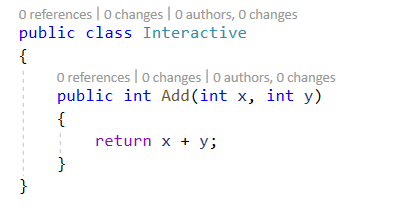 0 references | 0 changes | 0 authors, 0 changes
public class Interactive
{
0 references | 0 changes | 0 authors, 0 changes
public int Add(int x, int y)
{
return x + y;
}
}